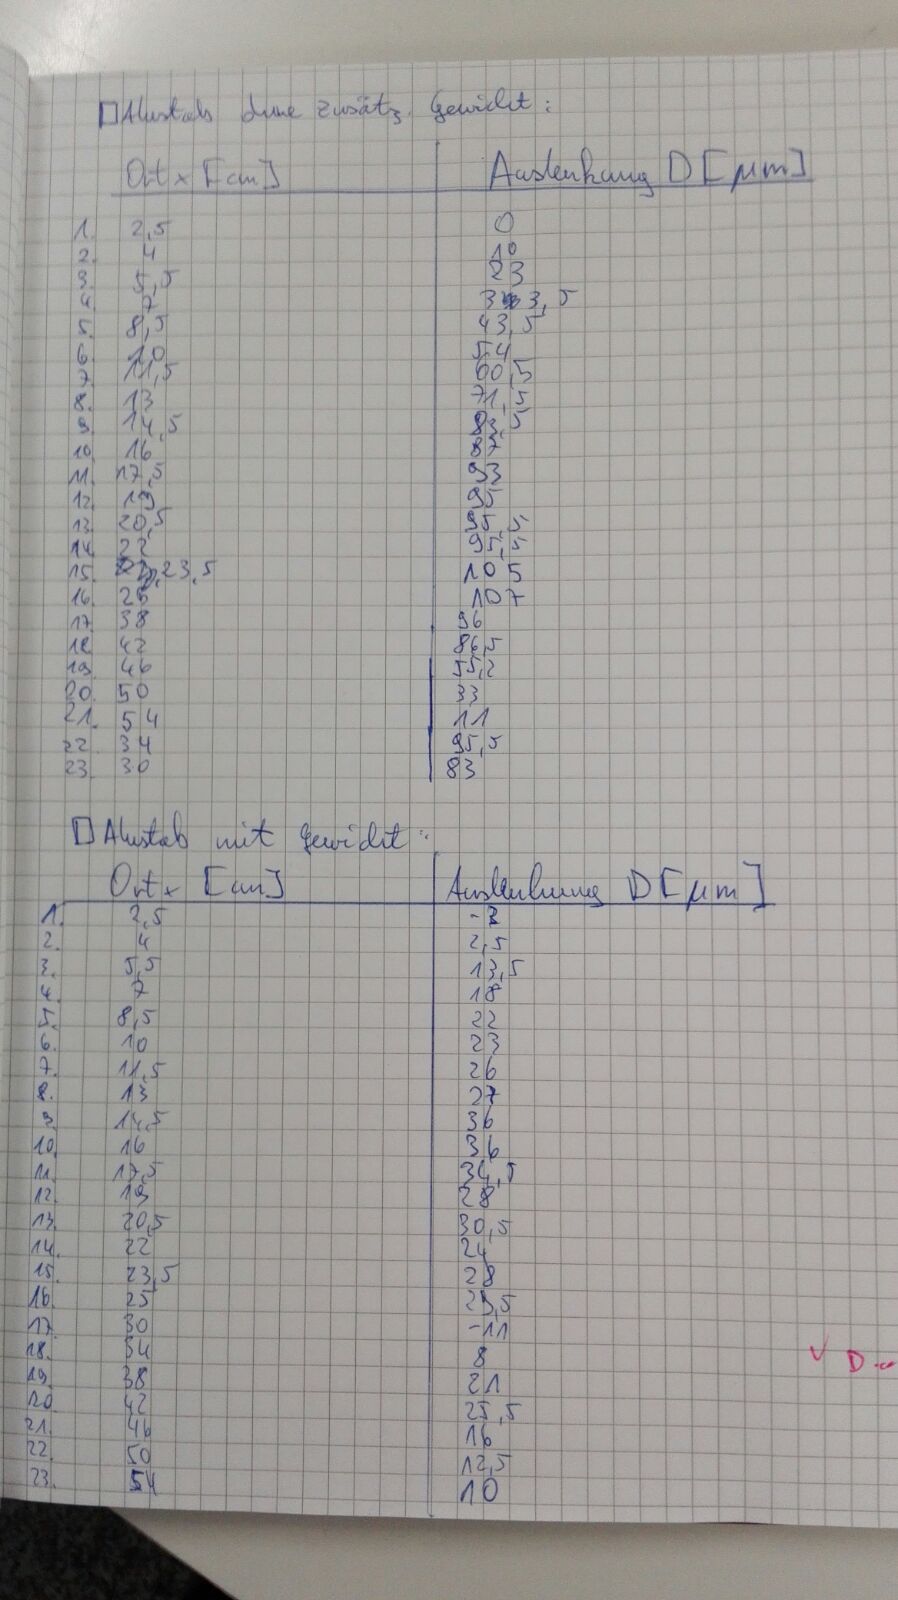 Alustab ohne zusätz. Gewicht:
Ort x [cm] Auslenkung D [μm]
1. 2,5 0
2. 4 10
3. 5,5 23
4. 7 33,5
5. 8,5 43,5
6. 10 54
7. 11,5 60,5
8. 13 71,5
9. 14,5 83,5
10. 16 87
11. 17,5 93
12. 19 95
13. 20,5 95,5
14. 22 95,5
15. 23,5 105
16. 25 107
17. 38 96
18. 42 86,5
19. 46 55,2
20. 50 33
21. 54 11
22. 34 95,5
23. 30 83
Alustab mit Gewicht:
Ort x [cm] Auslenkung D [μm]
1. 2,5
2. 4 2,5
3. 5,5 13,5
4. 7 18
5. 8,5 22
6. 10 23
7. 11,5 26
8. 13 27
9. 14,5 36
10. 16 36
11. 17,5 34,5
12. 19 28
13. 20,5 30,5
14. 22 24
15. 23,5 28
16. 25 29,5
17. 30 -11
18. 34 8
19. 38 21
20. 42 25,5
21. 46 16
22. 50 12,5
23. 54 10
D